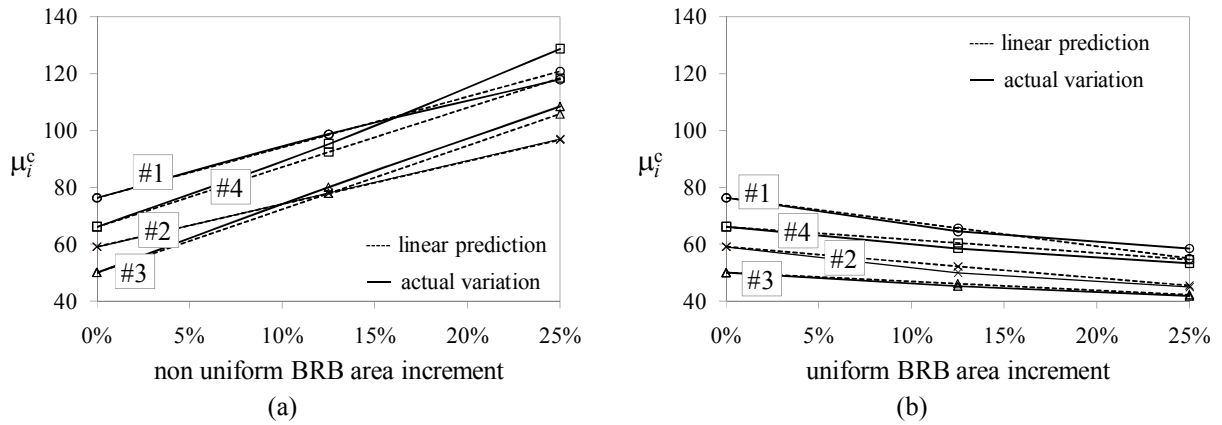 140
120
100
80
60
40
μᵢᶜ
#1
#4
#2
#3
linear prediction
actual variation
0% 5% 10% 15% 20% 25%
non uniform BRB area increment
(a)
140
120
100
80
60
40
μᵢᶜ
linear prediction
actual variation
#1
#4
#2
#3
0% 5% 10% 15% 20% 25%
uniform BRB area increment
(b)